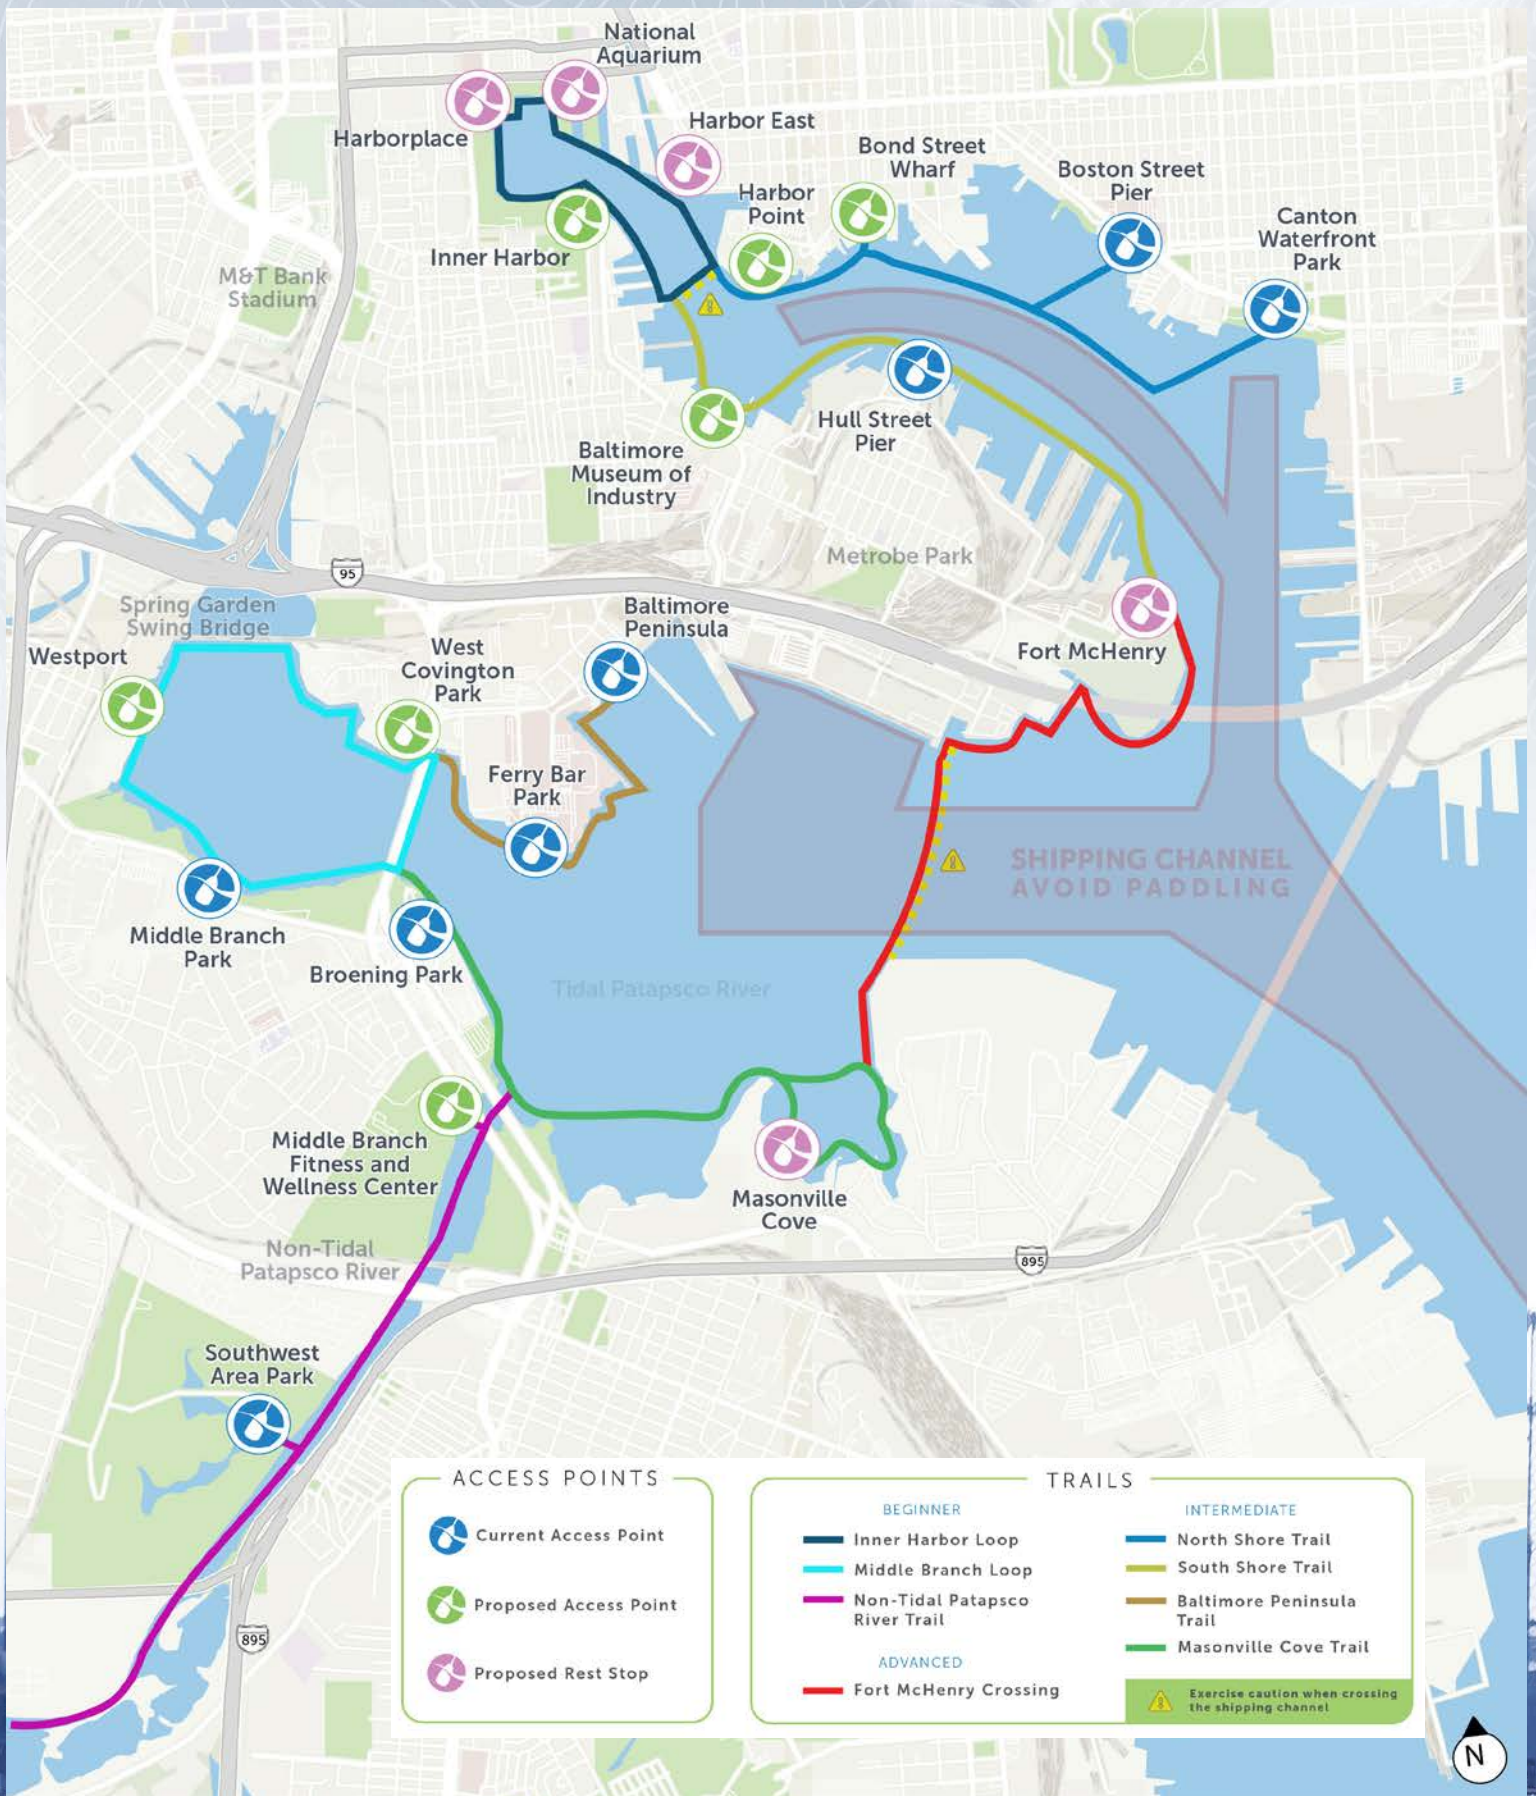 National
Aquarium
Harborplace
Harbor East
Bond Street
Wharf
Boston Street
Pier
Harbor
Point
Canton
Waterfront
Park
Inner Harbor
M&T Bank
Stadium
Hull Street
Pier
Baltimore
Museum of
Industry
Metrobe Park
95
Spring Garden
Swing Bridge
Baltimore
Peninsula
Westport
West
Covington
Park
Fort McHenry
Ferry Bar
Park
SHIPPING CHANNEL
AVOID PADDLING
Middle Branch
Park
Broening Park
Tidal Patapsco River
Middle Branch
Fitness and
Wellness Center
Masonville
Cove
Non-Tidal
Patapsco River
895
Southwest
Area Park
895
ACCESS POINTS
Current Access Point
Proposed Access Point
Proposed Rest Stop
TRAILS
BEGINNER
Inner Harbor Loop
Middle Branch Loop
Non-Tidal Patapsco
River Trail
ADVANCED
Fort McHenry Crossing
INTERMEDIATE
North Shore Trail
South Shore Trail
Baltimore Peninsula
Trail
Masonville Cove Trail
Exercise caution when crossing
the shipping channel
N